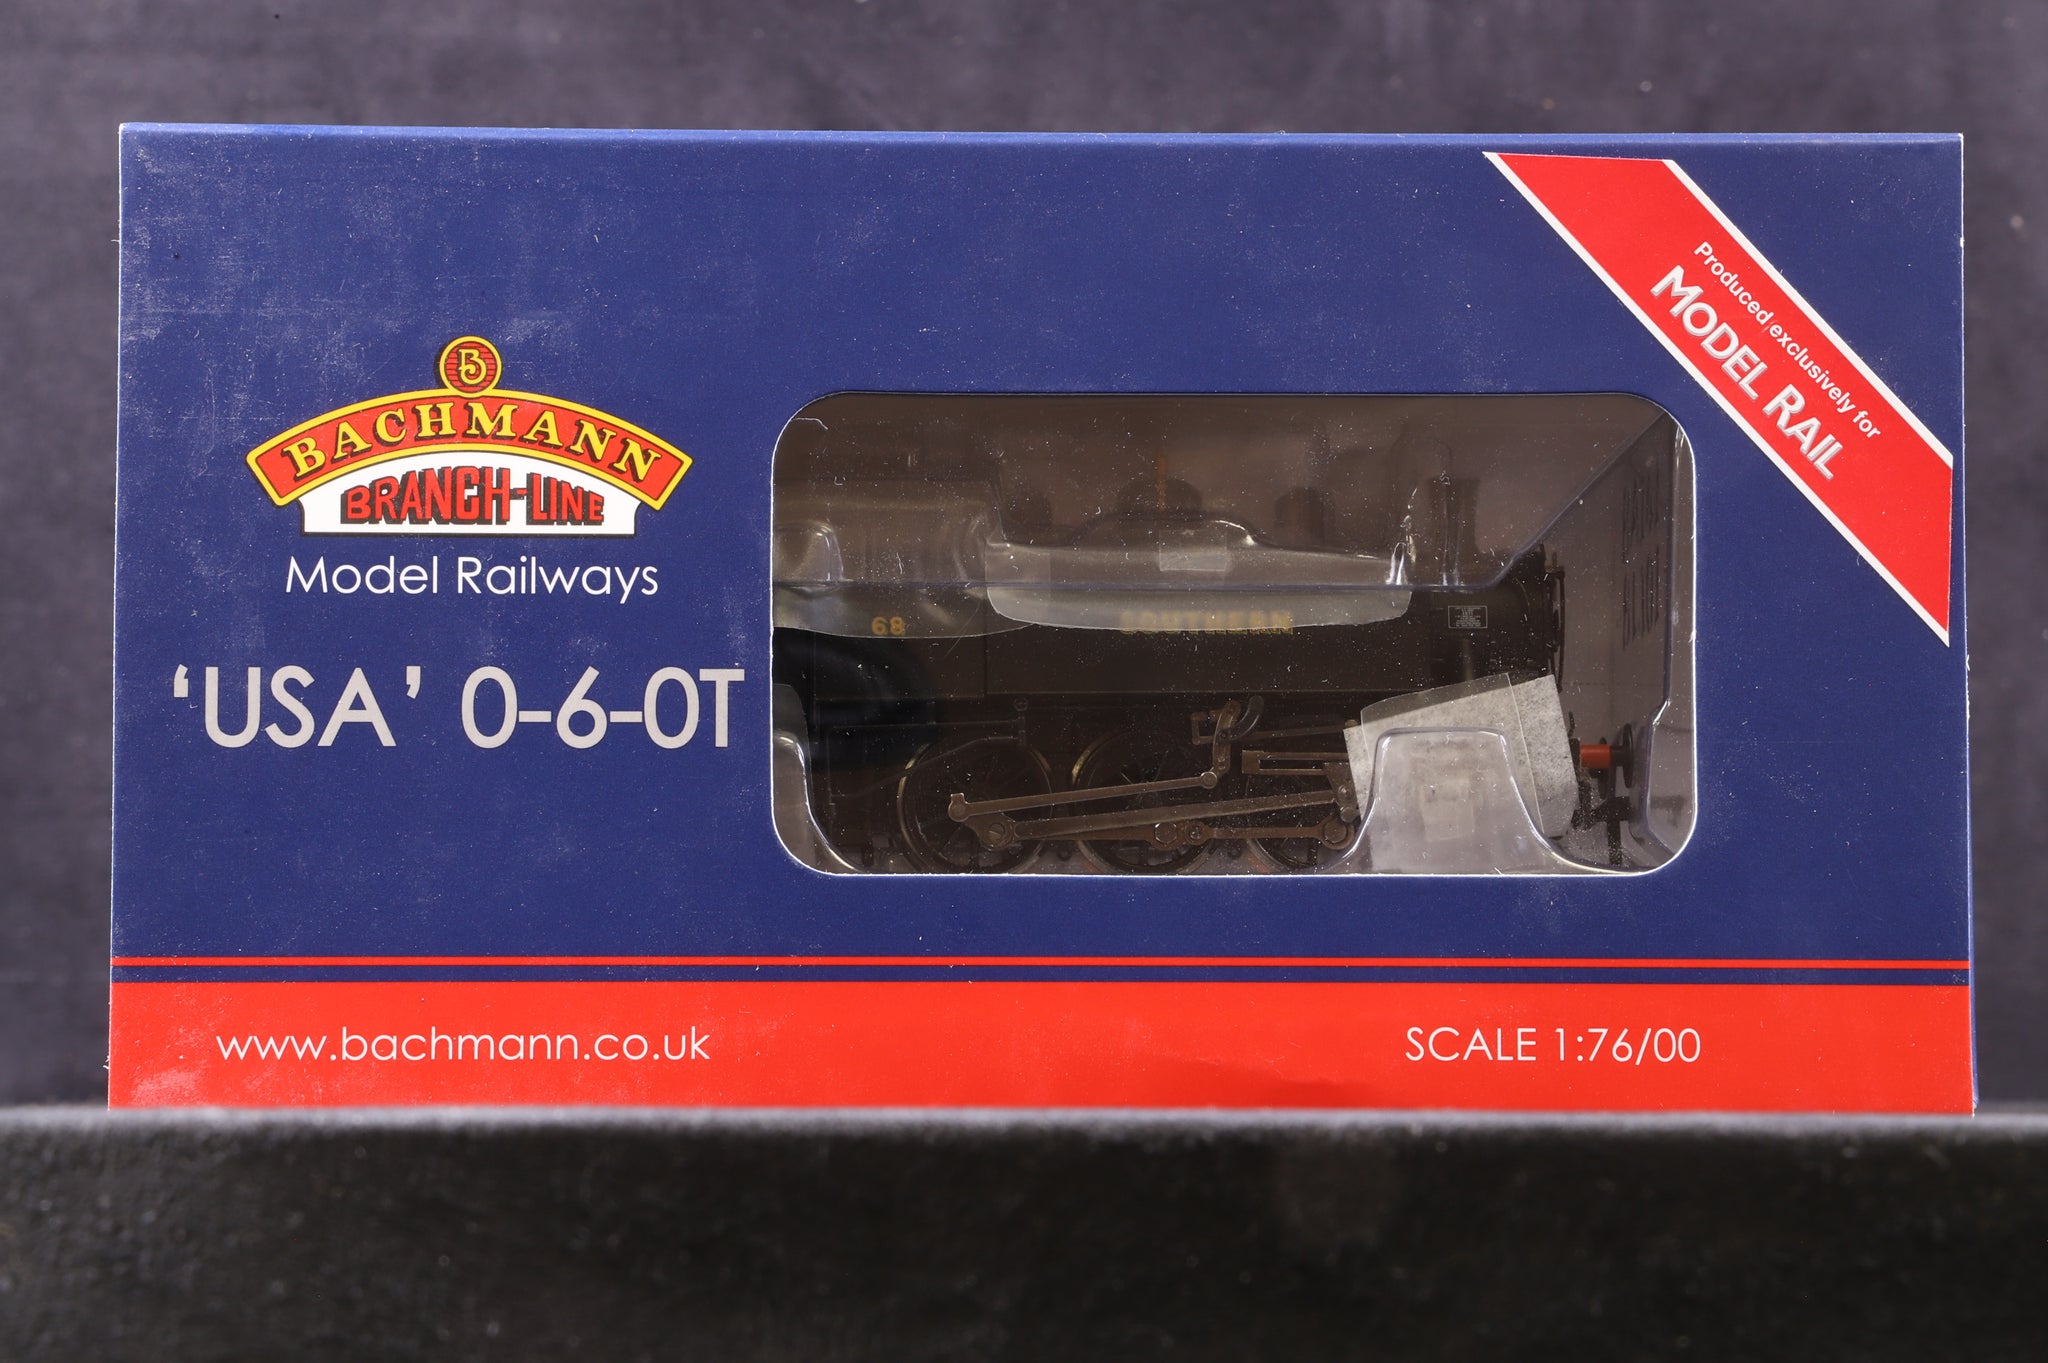 B
BACHMANN
BRANCH-LINE
Model Railways
'USA' 0-6-0T
Produced exclusively for
MODEL RAIL
68
SOUTHERN
www.bachmann.co.uk
SCALE 1:76/00